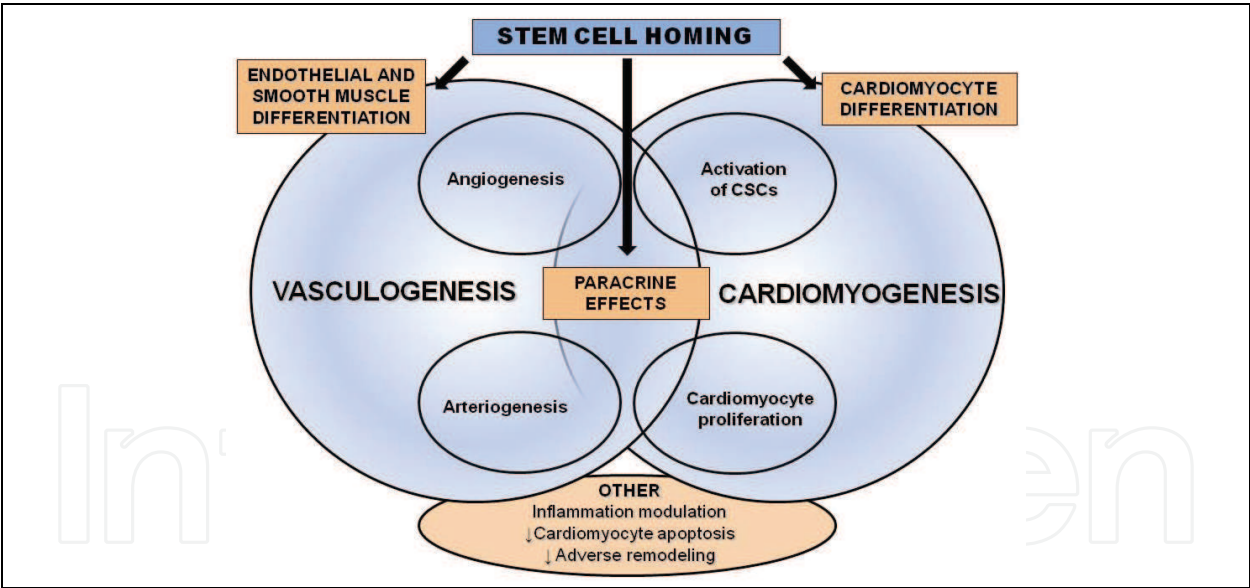 STEM CELL HOMING
ENDOTHELIAL AND
SMOOTH MUSCLE
DIFFERENTIATION
CARDIOMYOCYTE
DIFFERENTIATION
Angiogenesis
Activation
of CSCs
VASCULOGENESIS
PARACRINE
EFFECTS
CARDIOMYOGENESIS
Arteriogenesis
Cardiomyocyte
proliferation
OTHER
Inflammation modulation
↓Cardiomyocyte apoptosis
↓Adverse remodeling